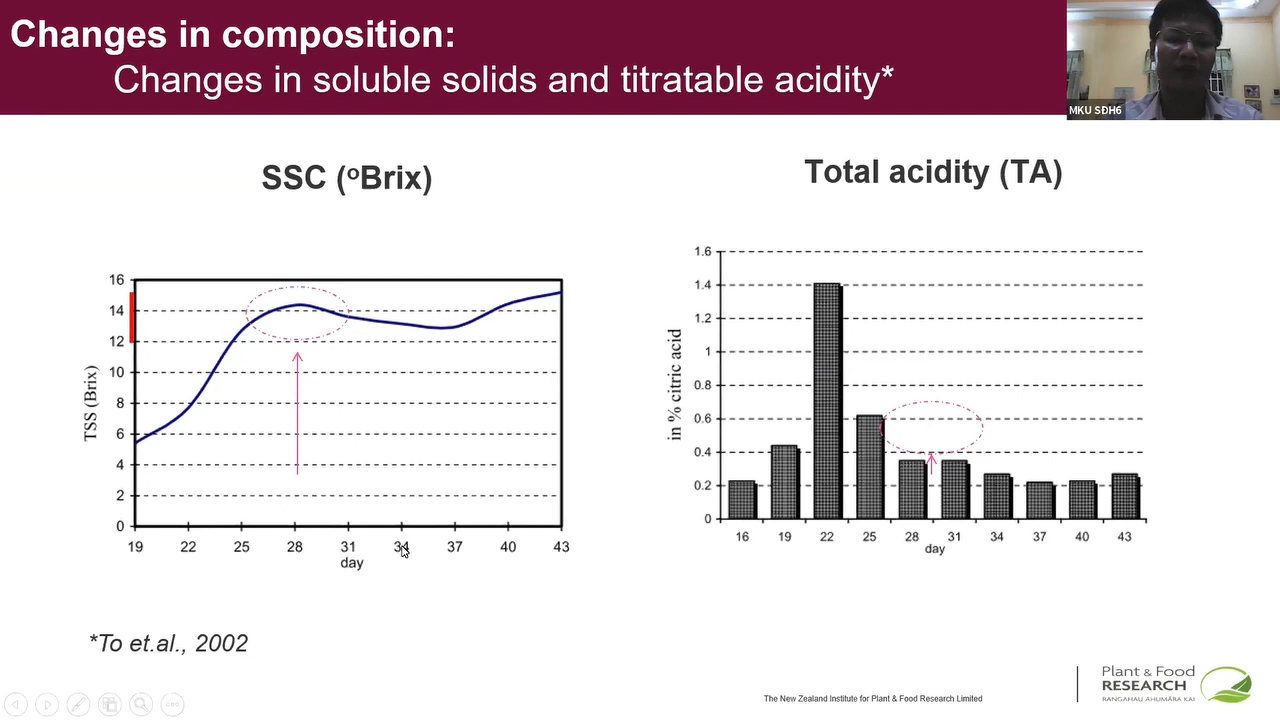 Changes in composition:
Changes in soluble solids and titratable acidity*
MKU SĐH6
SSC (ºBrix)
Total acidity (TA)
TSS (Brix)
16
14
12
10
8
6
4
2
0
19 22 25 28 31 34 37 40 43
day
in % citric acid
1.6
1.4
1.2
1
0.8
0.6
0.4
0.2
0
16 19 22 25 28 31 34 37 40 43
day
*To et.al., 2002
The New Zealand Institute for Plant & Food Research Limited
Plant & Food
RESEARCH
RANGAHAU AHUMĀRA KAI